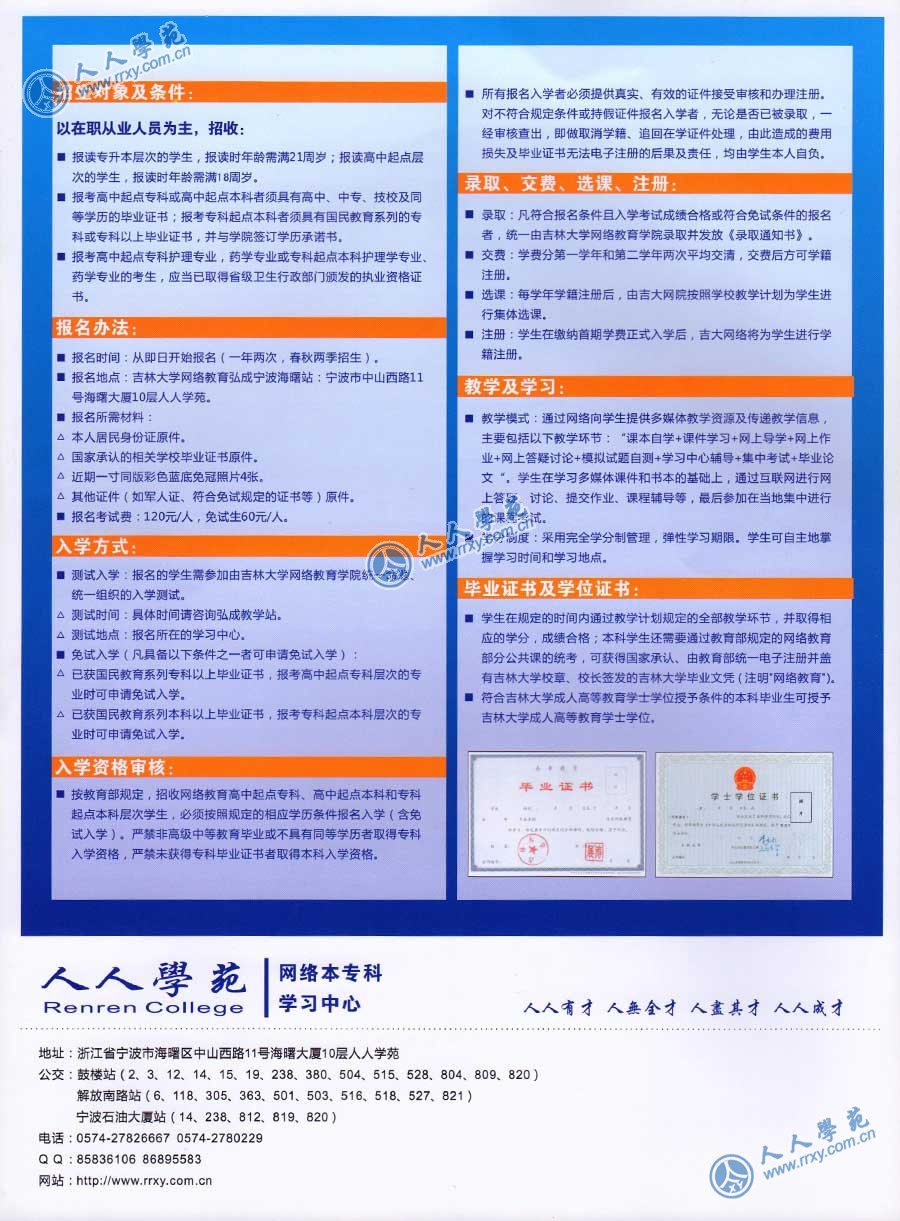 人人學苑
www.rrxy.com.cn
人人學苑
www.rrxy.com.cn
招生对象及条件：
以在职从业人员为主，招收：
■ 报读专升本层次的学生，报读时年龄需满21周岁；报读高中起点层
次的学生，报读时年龄需满18周岁。
■ 报考高中起点专科或高中起点本科者须具有高中、中专、技校及同
等学历的毕业证书；报考专科起点本科者须具有国民教育系列的专
科或专科以上毕业证书，并与学院签订学历承诺书。
■ 报考高中起点专科护理专业，药学专业或专科起点本科护理学专业、
药学专业的考生，应当已取得省级卫生行政部门颁发的执业资格证
书。
报名办法：
■ 报名时间：从即日开始报名（一年两次，春秋两季招生）。
■ 报名地点：吉林大学网络教育弘成宁波海曙站：宁波市中山西路11
号海曙大厦10层人人学苑。
■ 报名所需材料：
△ 本人居民身份证原件。
△ 国家承认的相关学校毕业证书原件。
△ 近期一寸同版彩色蓝底免冠照片4张。
△ 其他证件（如军人证、符合免试规定的证书等）原件。
■ 报名考试费：120元/人，免试生60元/人。
入学方式：
■ 测试入学：报名的学生需参加由吉林大学网络教育学院统一
统一组织的入学测试。
△ 测试时间：具体时间请咨询弘成教学站。
△ 测试地点：报名所在的学习中心。
■ 免试入学（凡具备以下条件之一者可申请免试入学）：
△ 已获国民教育系列专科以上毕业证书，报考高中起点专科层次的专
业时可申请免试入学。
△ 已获国民教育系列本科以上毕业证书，报考专科起点本科层次的专
业时可申请免试入学。
入学资格审核：
■ 按教育部规定，招收网络教育高中起点专科、高中起点本科和专科
起点本科层次学生，必须按照规定的相应学历条件报名入学（含免
试入学）。严禁非高级中等教育毕业或不具有同等学历者取得专科
入学资格，严禁未获得专科毕业证书者取得本科入学资格。
■ 所有报名入学者必须提供真实、有效的证件接受审核和办理注册。
对不符合规定条件或持假证件报名入学者，无论是否已被录取，一
经审核查出，即做取消学籍、追回在学证件处理，由此造成的费用
损失及毕业证书无法电子注册的后果及责任，均由学生本人自负。
录取、交费、选课、注册：
■ 录取：凡符合报名条件且入学考试成绩合格或符合免试条件的报名
者，统一由吉林大学网络教育学院录取并发放《录取通知书》。
■ 交费：学费分第一学年和第二学年两次平均交清，交费后方可学籍
注册。
■ 选课：每学年学籍注册后，由吉大网院按照学校教学计划为学生进
行集体选课。
■ 注册：学生在缴纳首期学费正式入学后，吉大网络将为学生进行学
籍注册。
教学及学习：
■ 教学模式：通过网络向学生提供多媒体教学资源及传递教学信息，
主要包括以下教学环节：“课本自学+课件学习+网上导学+网上作
业+网上答疑讨论+模拟试题自测+学习中心辅导+集中考试+毕业论
文“。学生在学习多媒体课件和书本的基础上，通过互联网进行网
上答疑、讨论、提交作业、课程辅导等，最后参加在当地集中进行
的课程考试。
制度：采用完全学分制管理，弹性学习期限。学生可自主地掌
握学习时间和学习地点。
人人學苑
www.rrxy.com.cn
毕业证书及学位证书：
■ 学生在规定的时间内通过教学计划规定的全部教学环节，并取得相
应的学分，成绩合格；本科学生还需要通过教育部规定的网络教育
部分公共课的统考，可获得国家承认、由教育部统一电子注册并盖
有吉林大学校章、校长签发的吉林大学毕业文凭（注明"网络教育"）。
■ 符合吉林大学成人高等教育学士学位授予条件的本科毕业生可授予
吉林大学成人高等教育学士学位。
毕业证书
学士学位证书
人人學苑
Renren College
网络本专科
学习中心
人人有才 人無全才 人盡其才 人人成才
地址：浙江省宁波市海曙区中山西路11号海曙大厦10层人人学苑
公交：鼓楼站（2、3、12、14、15、19、238、380、504、515、528、804、809、820）
解放南路站（6、118、305、363、501、503、516、518、527、821）
宁波石油大厦站（14、238、812、819、820）
电话：0574-27826667 0574-2780229
Q Q：85836106 86895583
网站：http://www.rrxy.com.cn
人人學苑
www.rrxy.com.cn